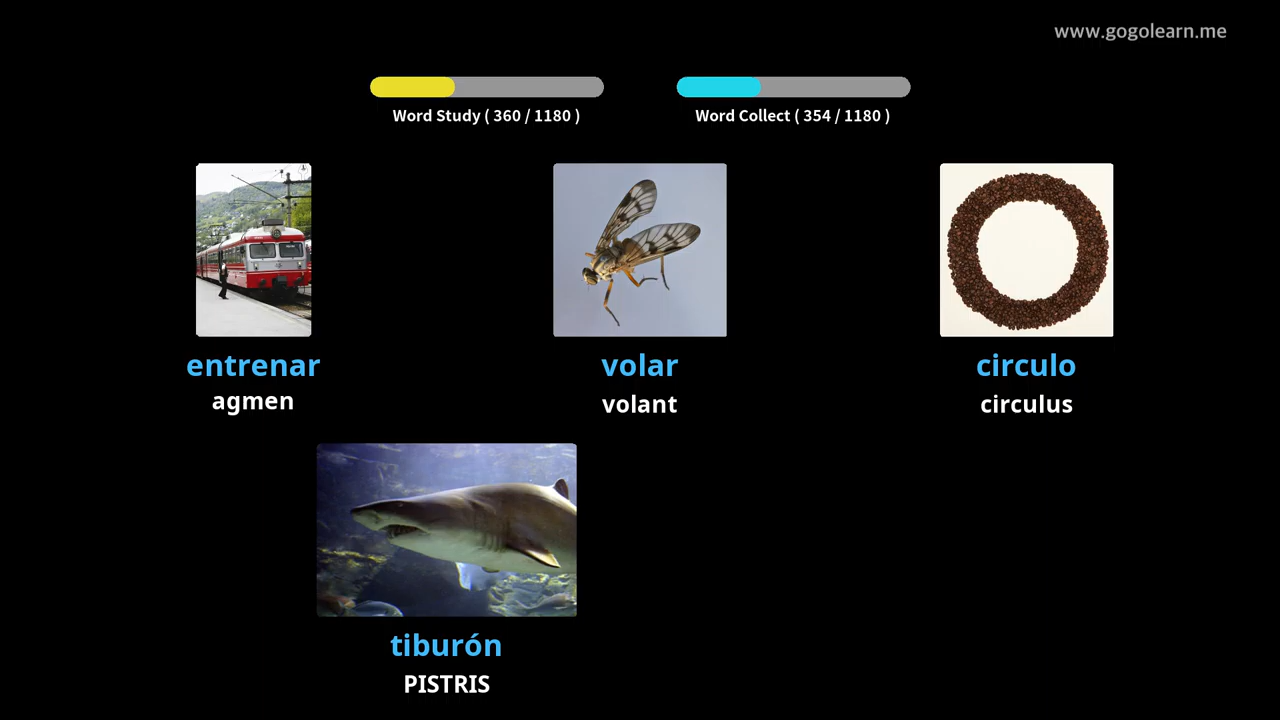 www.gogolearn.me
Word Study ( 360 / 1180 )
Word Collect ( 354 / 1180 )
entrenar
agmen
volar
volant
circulo
circulus
tiburón
PISTRIS